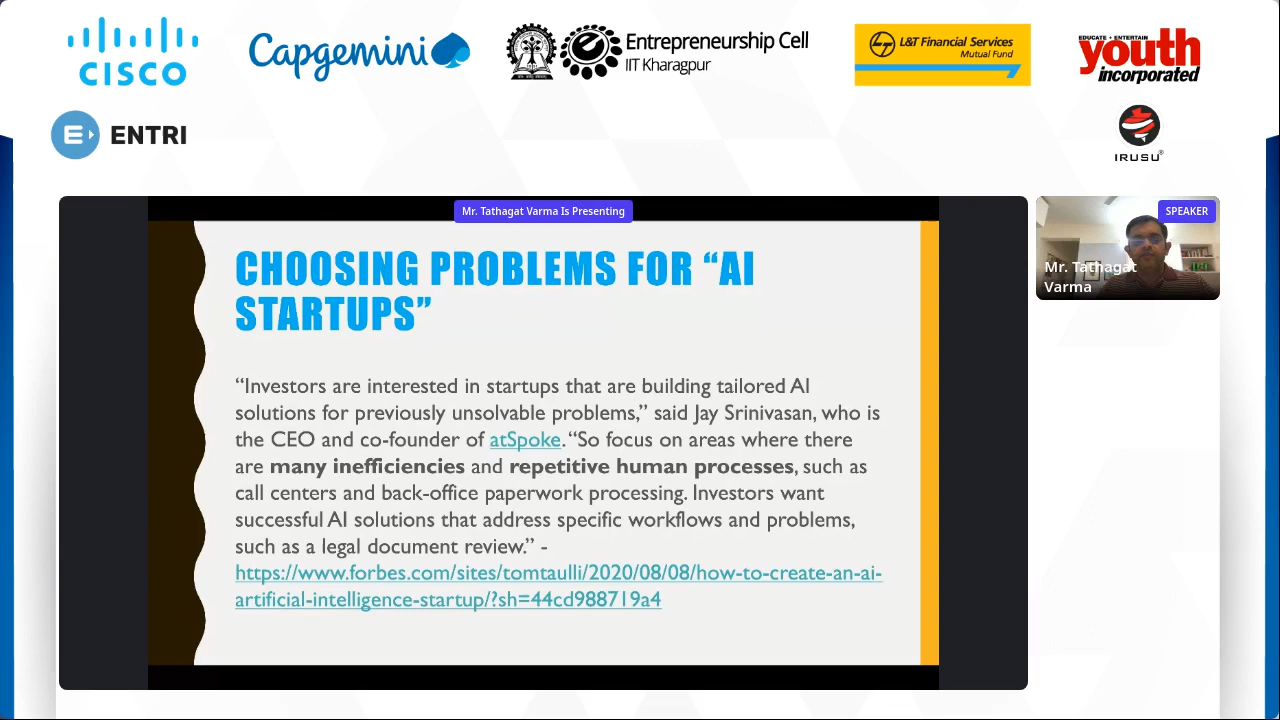 CISCO
Capgemini
Entrepreneurship Cell
IIT Kharagpur
L&T Financial Services
Mutual Fund
EDUCATE • ENTERTAIN
youth
incorporated
E ENTRI
IRUSU®
Mr. Tathagat Varma Is Presenting
SPEAKER
Mr. Tathagat
Varma
CHOOSING PROBLEMS FOR “AI
STARTUPS”
“Investors are interested in startups that are building tailored AI
solutions for previously unsolvable problems,” said Jay Srinivasan, who is
the CEO and co-founder of atSpoke. “So focus on areas where there
are many inefficiencies and repetitive human processes, such as
call centers and back-office paperwork processing. Investors want
successful AI solutions that address specific workflows and problems,
such as a legal document review.” -
https://www.forbes.com/sites/tomtaulli/2020/08/08/how-to-create-an-ai-
artificial-intelligence-startup/?sh=44cd988719a4